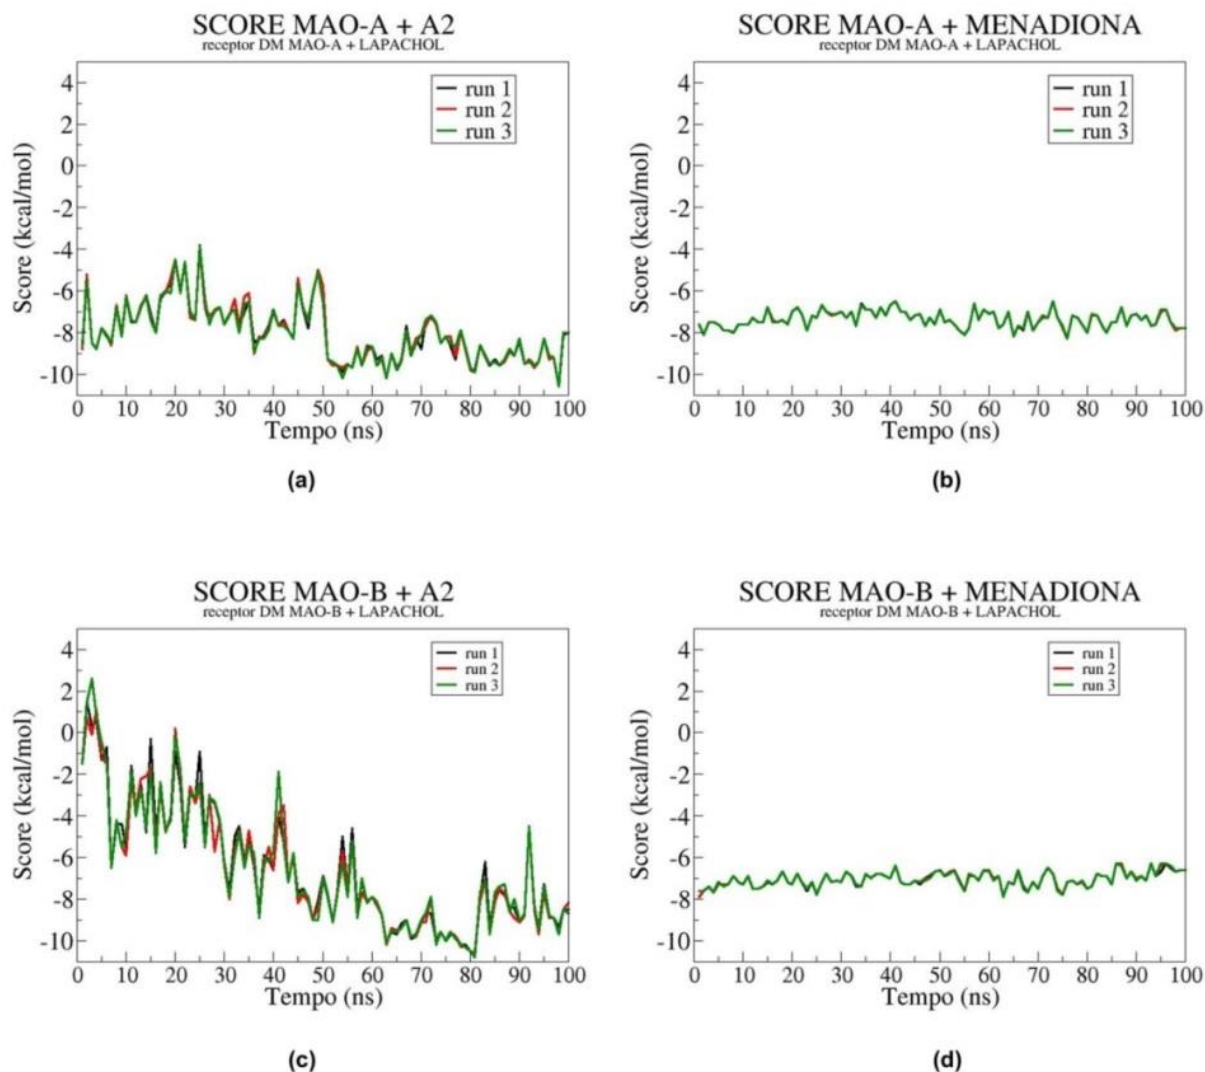 SCORE MAO-A + A2
receptor DM MAO-A + LAPACHOL
4
2
0
-2
-4
-6
-8
-10
Score (kcal/mol)
run 1
run 2
run 3
0 10 20 30 40 50 60 70 80 90 100
Tempo (ns)
(a)
SCORE MAO-A + MENADIONA
receptor DM MAO-A + LAPACHOL
4
2
0
-2
-4
-6
-8
-10
Score (kcal/mol)
run 1
run 2
run 3
0 10 20 30 40 50 60 70 80 90 100
Tempo (ns)
(b)
SCORE MAO-B + A2
receptor DM MAO-B + LAPACHOL
4
2
0
-2
-4
-6
-8
-10
Score (kcal/mol)
run 1
run 2
run 3
0 10 20 30 40 50 60 70 80 90 100
Tempo (ns)
(c)
SCORE MAO-B + MENADIONA
receptor DM MAO-B + LAPACHOL
4
2
0
-2
-4
-6
-8
-10
Score (kcal/mol)
run 1
run 2
run 3
0 10 20 30 40 50 60 70 80 90 100
Tempo (ns)
(d)